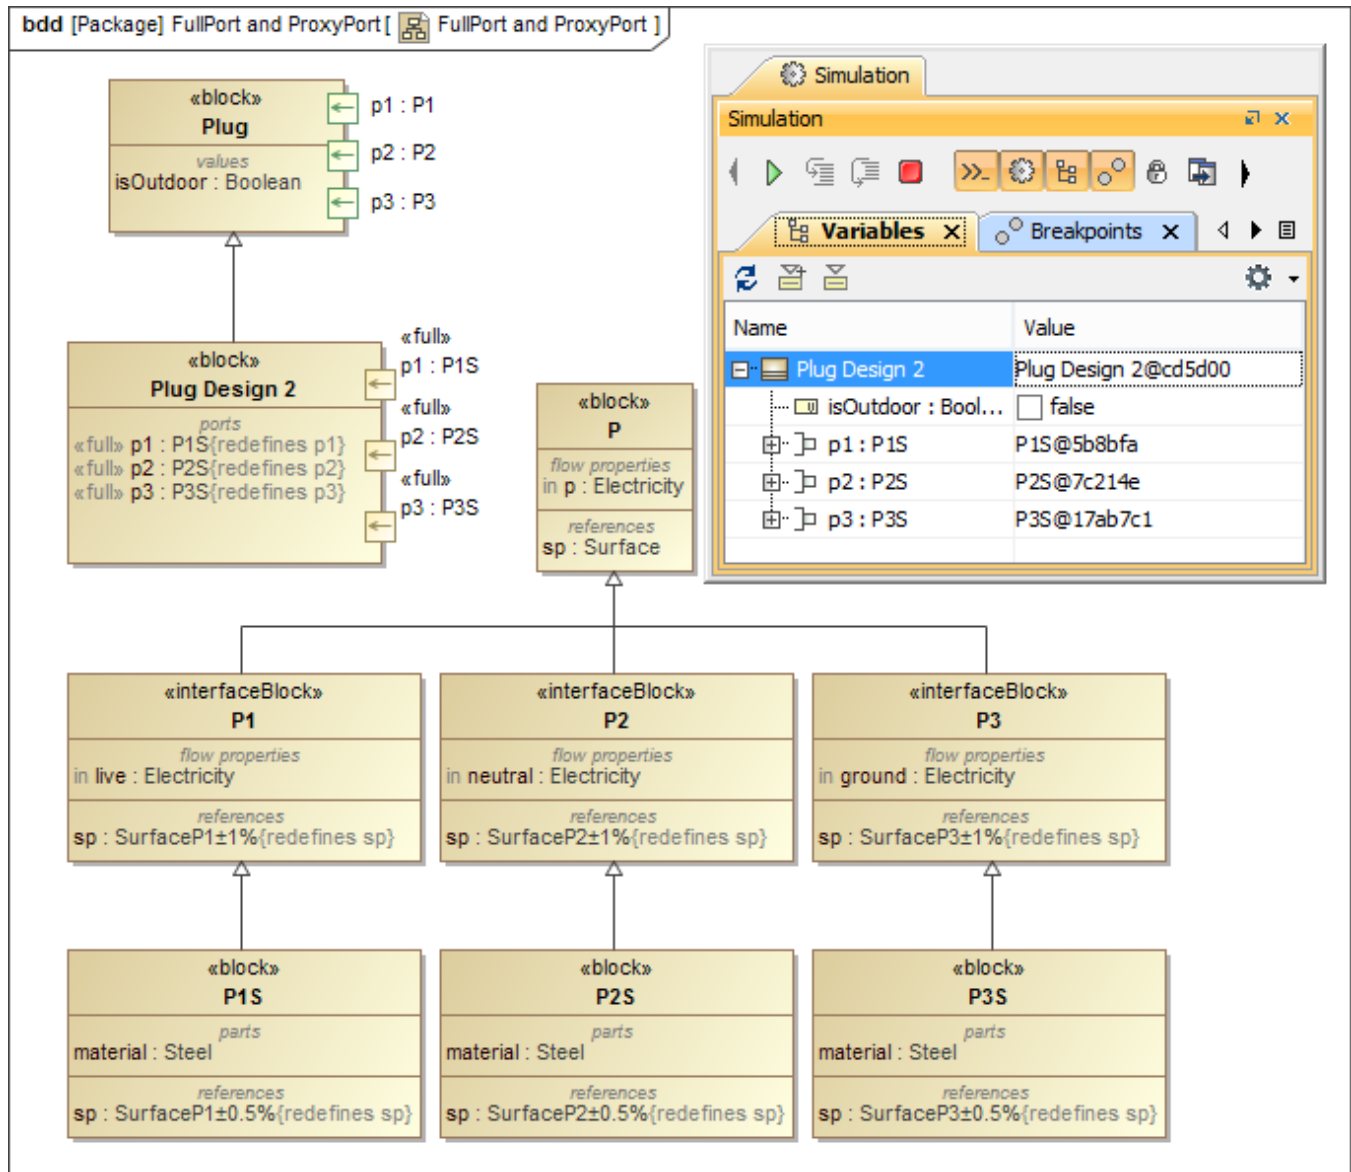 bdd [Package] FullPort and ProxyPort [ FullPort and ProxyPort ]
«block»
Plug
values
isOutdoor : Boolean
p1 : P1
p2 : P2
p3 : P3
«block»
Plug Design 2
ports
«full» p1 : P1S{redefines p1}
«full» p2 : P2S{redefines p2}
«full» p3 : P3S{redefines p3}
«full»
p1 : P1S
«full»
p2 : P2S
«full»
p3 : P3S
«block»
P
flow properties
in p : Electricity
references
sp : Surface
Simulation
Simulation
Variables
Breakpoints
Name Value
Plug Design 2 Plug Design 2@cd5d00
isOutdoor : Bool... false
p1 : P1S P1S@5b8bfa
p2 : P2S P2S@7c214e
p3 : P3S P3S@17ab7c1
«interfaceBlock»
P1
flow properties
in live : Electricity
references
sp : SurfaceP1±1%{redefines sp}
«interfaceBlock»
P2
flow properties
in neutral : Electricity
references
sp : SurfaceP2±1%{redefines sp}
«interfaceBlock»
P3
flow properties
in ground : Electricity
references
sp : SurfaceP3±1%{redefines sp}
«block»
P1S
parts
material : Steel
references
sp : SurfaceP1±0.5%{redefines sp}
«block»
P2S
parts
material : Steel
references
sp : SurfaceP2±0.5%{redefines sp}
«block»
P3S
parts
material : Steel
references
sp : SurfaceP3±0.5%{redefines sp}